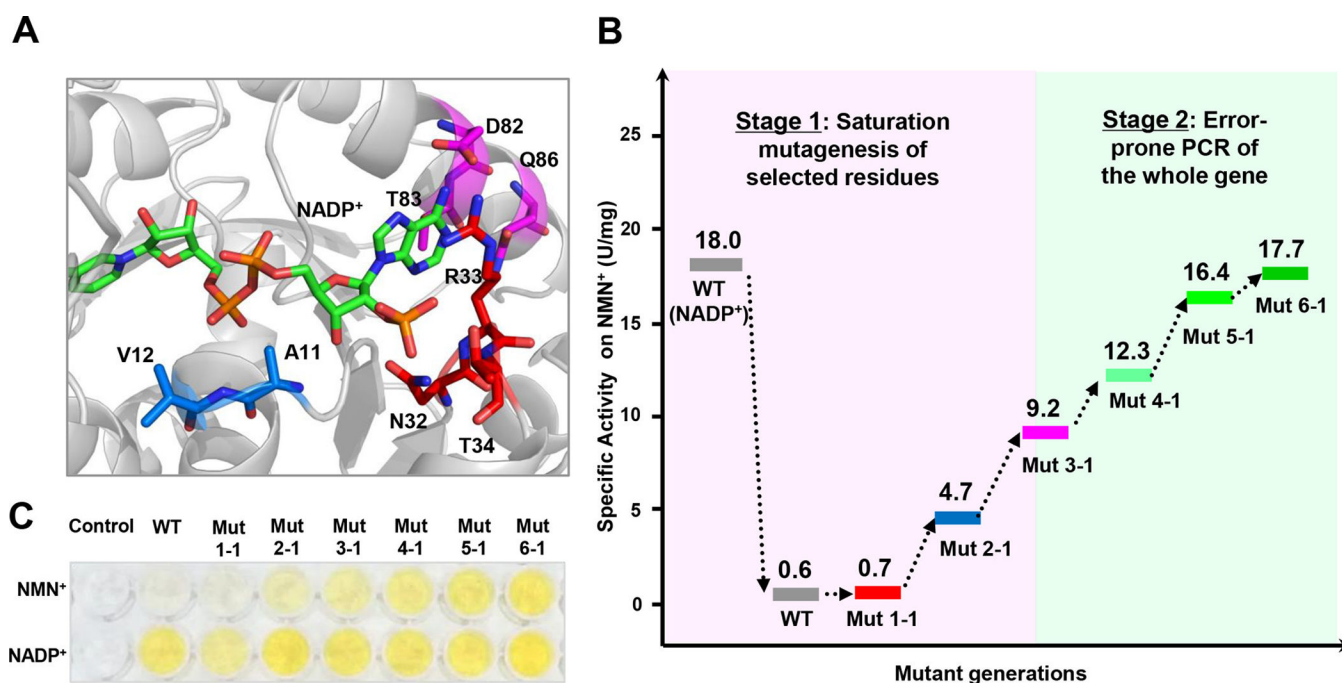 A
D82
Q86
NADP⁺
T83
R33
V12
A11
N32
T34
B
Specific Activity on NMN⁺ (U/mg)
25
20
15
10
5
0
Stage 1: Saturation
mutagenesis of
selected residues
Stage 2: Error-
prone PCR of
the whole gene
18.0
WT
(NADP⁺)
0.6
WT
0.7
Mut 1-1
4.7
Mut 2-1
9.2
Mut 3-1
12.3
Mut 4-1
16.4
Mut 5-1
17.7
Mut 6-1
Mutant generations
C
Control WT Mut 1-1 Mut 2-1 Mut 3-1 Mut 4-1 Mut 5-1 Mut 6-1
NMN⁺
NADP⁺